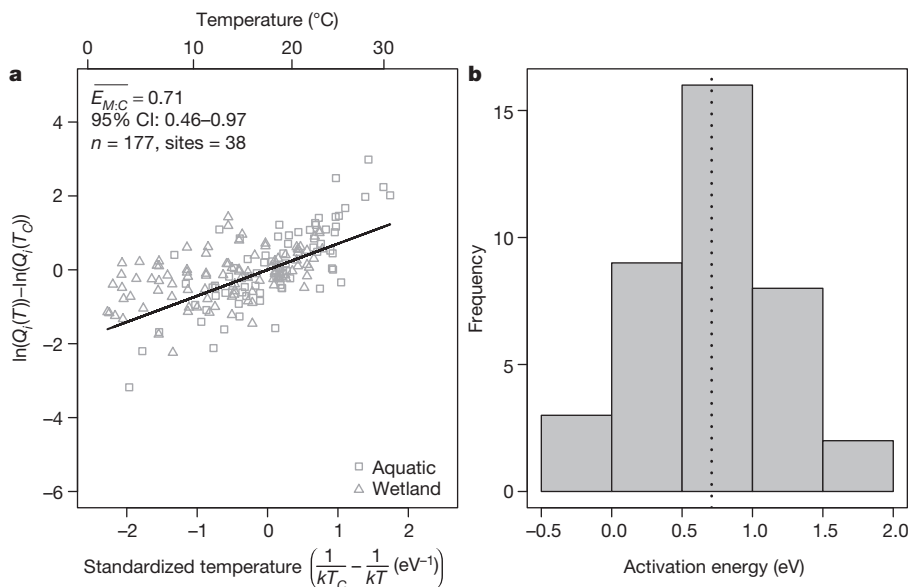 Temperature (°C)
2 10 20 30
a
E_{M:C} = 0.71
95% CI: 0.46–0.97
n = 177, sites = 38
4
2
0
−2
−4
−6
ln(Q_i(T))–ln(Q_i(T_C))
Aquatic
Wetland
−2 −1 0 1 2
Standardized temperature (1/kT_C − 1/kT (eV⁻¹))
b
15
10
5
0
Frequency
−0.5 0.0 0.5 1.0 1.5 2.0
Activation energy (eV)